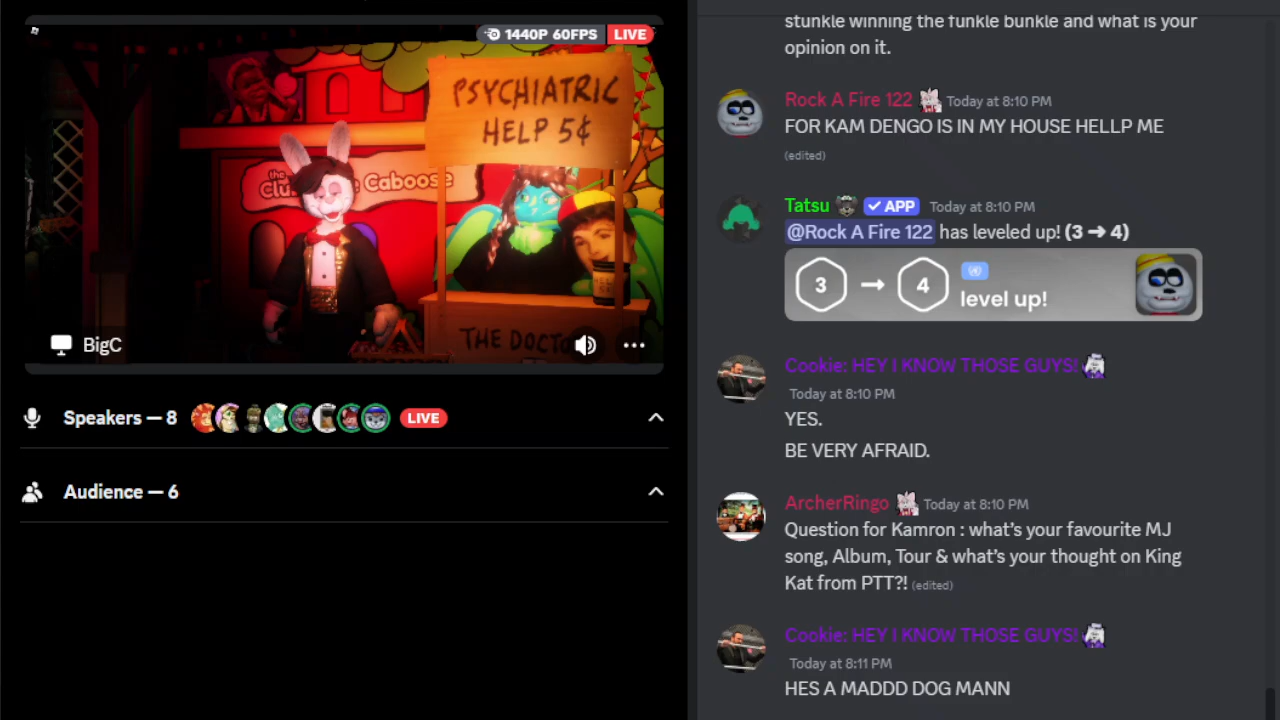 1440P 60FPS
LIVE
PSYCHIATRIC
HELP 5¢
the
Caboose
BigC
Speakers — 8
LIVE
Audience — 6
stunkle winning the funkle bunkle and what is your
opinion on it.
Rock A Fire 122 Today at 8:10 PM
FOR KAM DENGO IS IN MY HOUSE HELLP ME
(edited)
Tatsu APP Today at 8:10 PM
@Rock A Fire 122 has leveled up! (3 ➞ 4)
3 → 4
level up!
Cookie: HEY I KNOW THOSE GUYS!
Today at 8:10 PM
YES.
BE VERY AFRAID.
ArcherRingo Today at 8:10 PM
Question for Kamron : what's your favourite MJ
song, Album, Tour & what's your thought on King
Kat from PTT?! (edited)
Cookie: HEY I KNOW THOSE GUYS!
Today at 8:11 PM
HES A MADDD DOG MANN